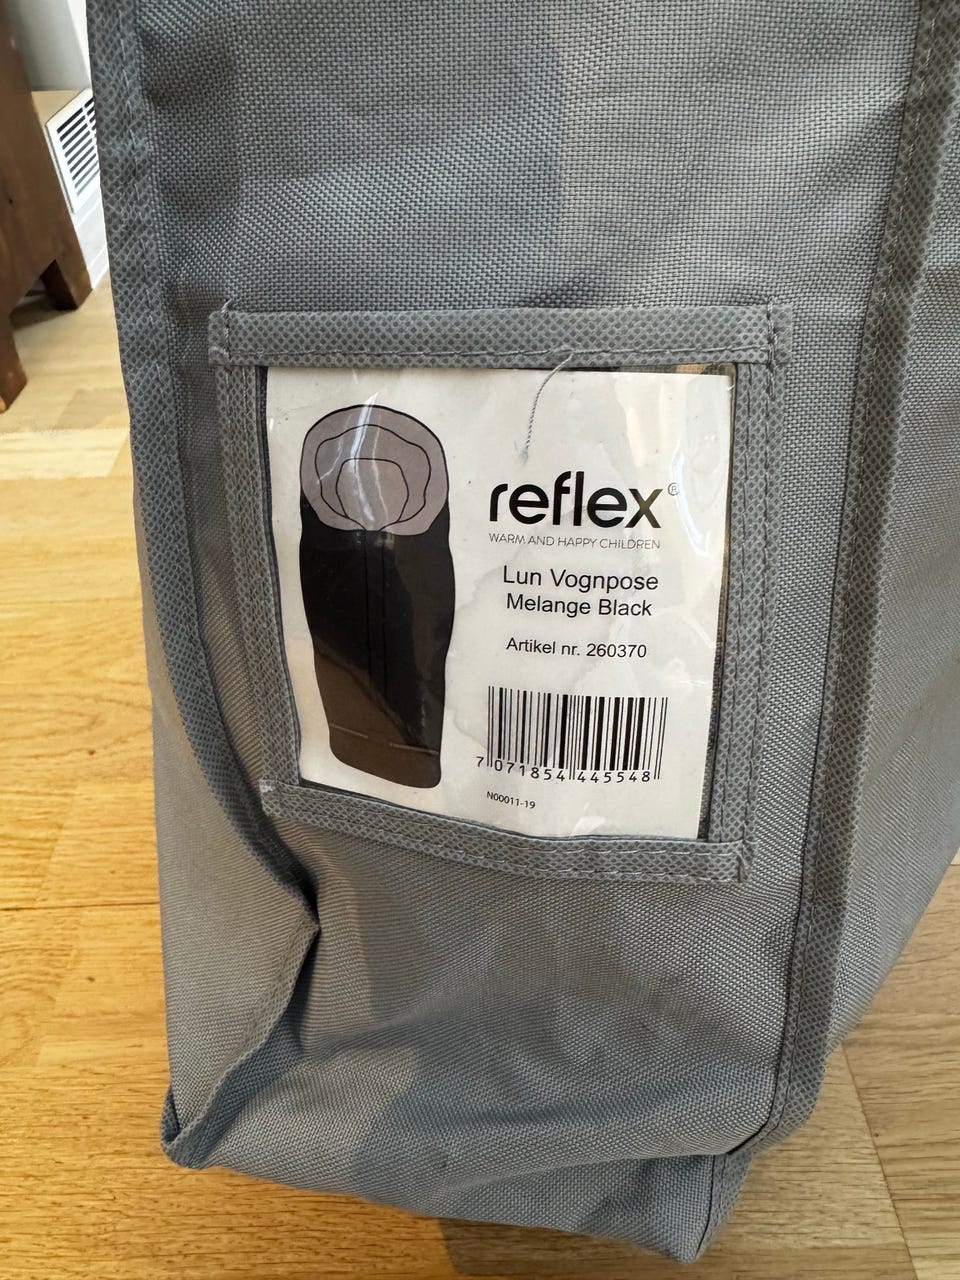 reflex®
WARM AND HAPPY CHILDREN
Lun Vognpose
Melange Black
Artikel nr. 260370
7 071854 445548
N00011-19